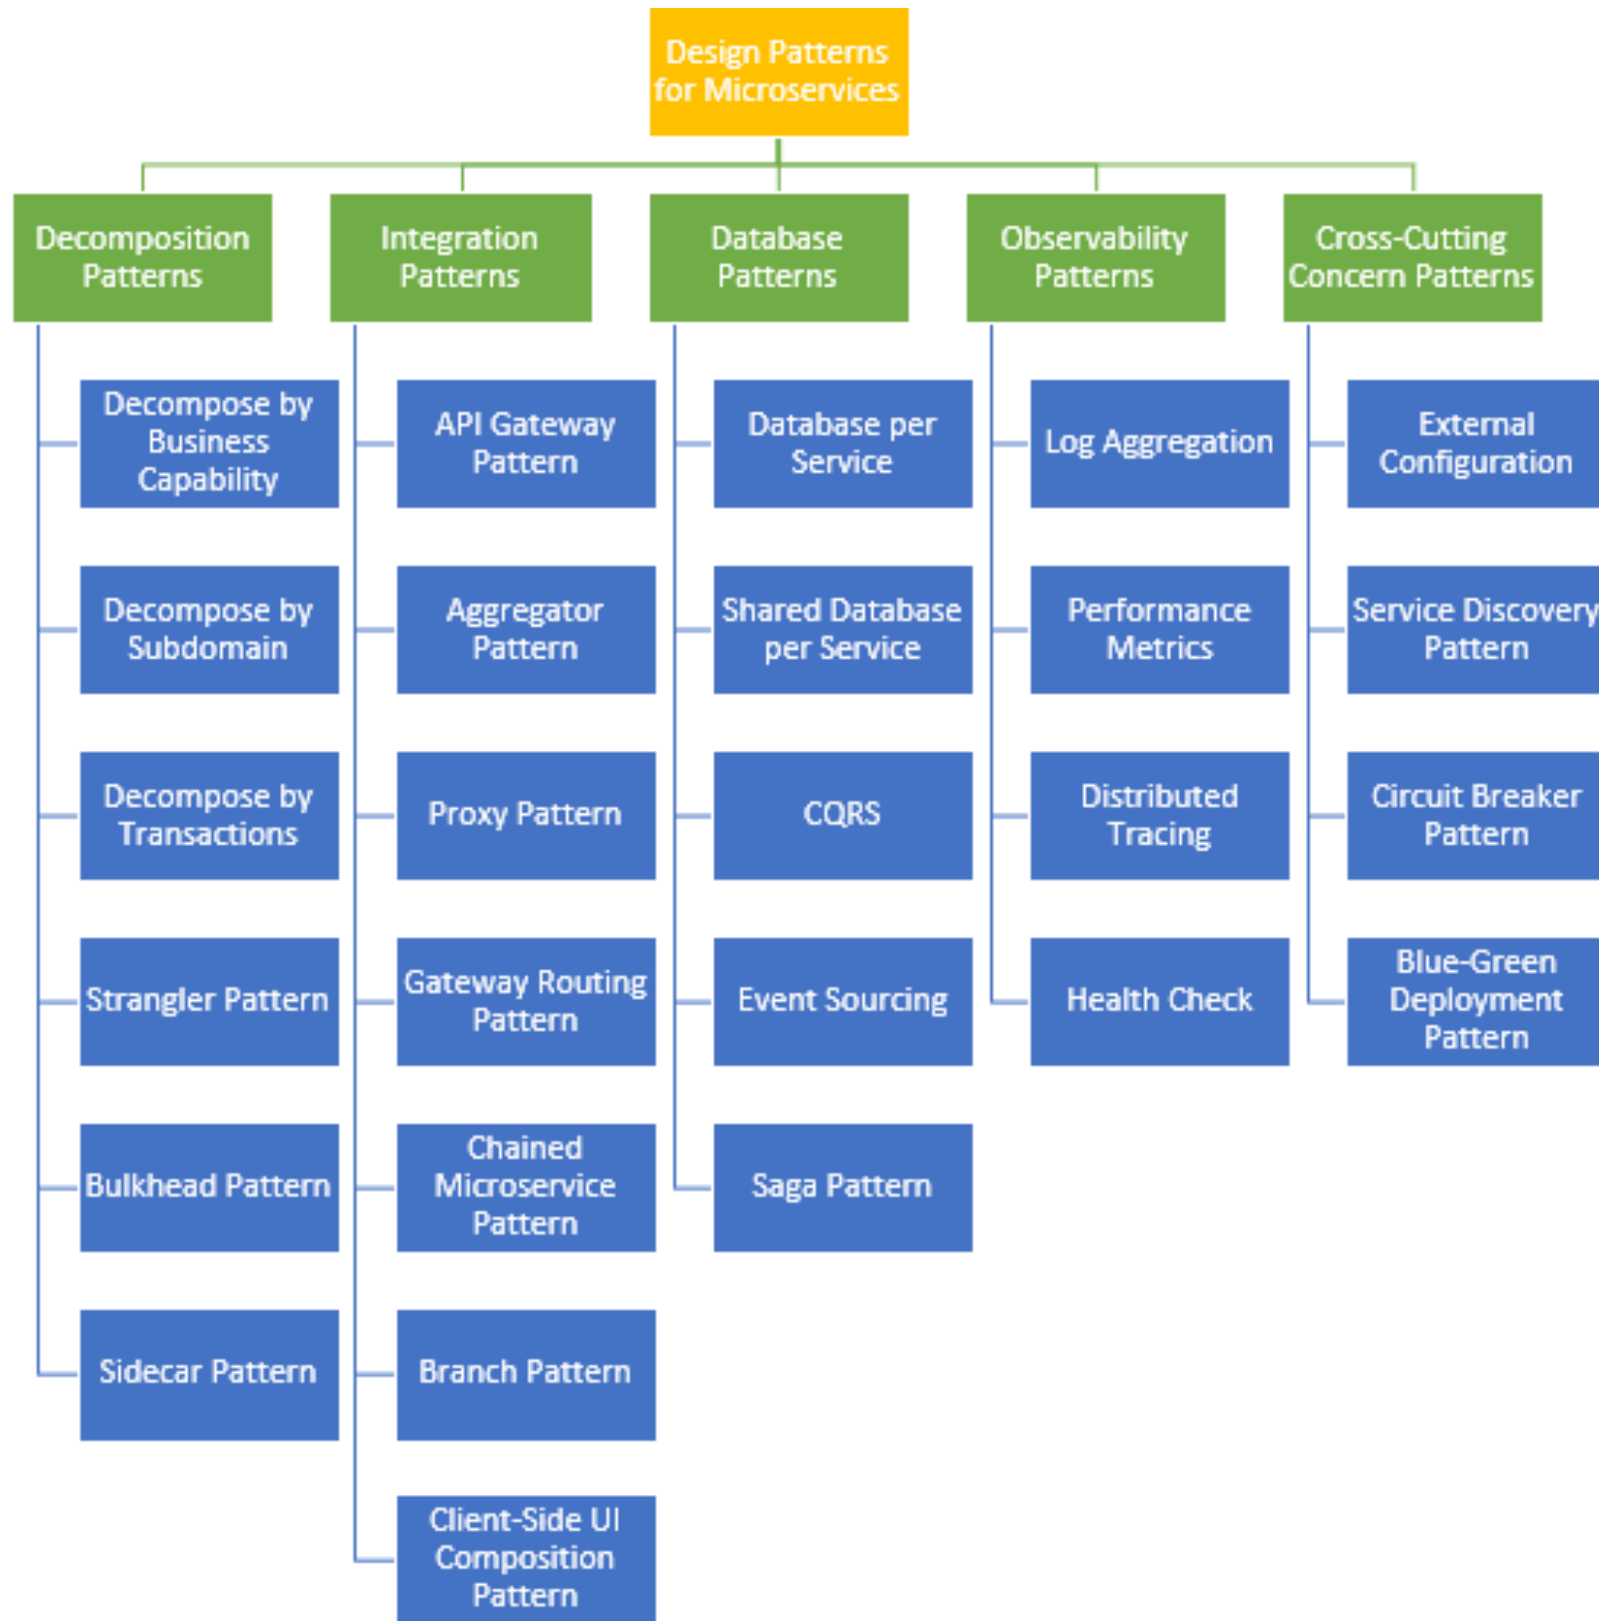 Design Patterns
for Microservices
Decomposition
Patterns
Integration
Patterns
Database
Patterns
Observability
Patterns
Cross-Cutting
Concern Patterns
Decompose by
Business
Capability
Decompose by
Subdomain
Decompose by
Transactions
Strangler Pattern
Bulkhead Pattern
Sidecar Pattern
API Gateway
Pattern
Aggregator
Pattern
Proxy Pattern
Gateway Routing
Pattern
Chained
Microservice
Pattern
Branch Pattern
Client-Side UI
Composition
Pattern
Database per
Service
Shared Database
per Service
CQRS
Event Sourcing
Saga Pattern
Log Aggregation
Performance
Metrics
Distributed
Tracing
Health Check
External
Configuration
Service Discovery
Pattern
Circuit Breaker
Pattern
Blue-Green
Deployment
Pattern